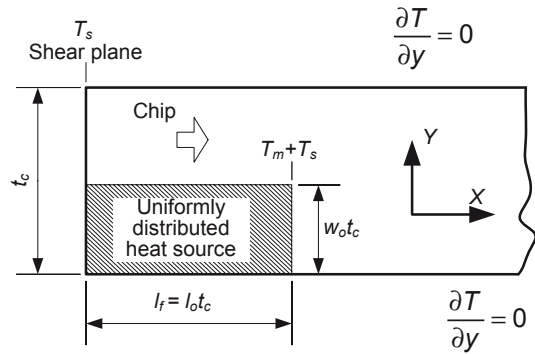 T_s
Shear plane
∂T/∂y = 0
Chip
T_m + T_s
Y
X
t_c
Uniformly
distributed
heat source
w_o t_c
l_f = l_o t_c
∂T/∂y = 0